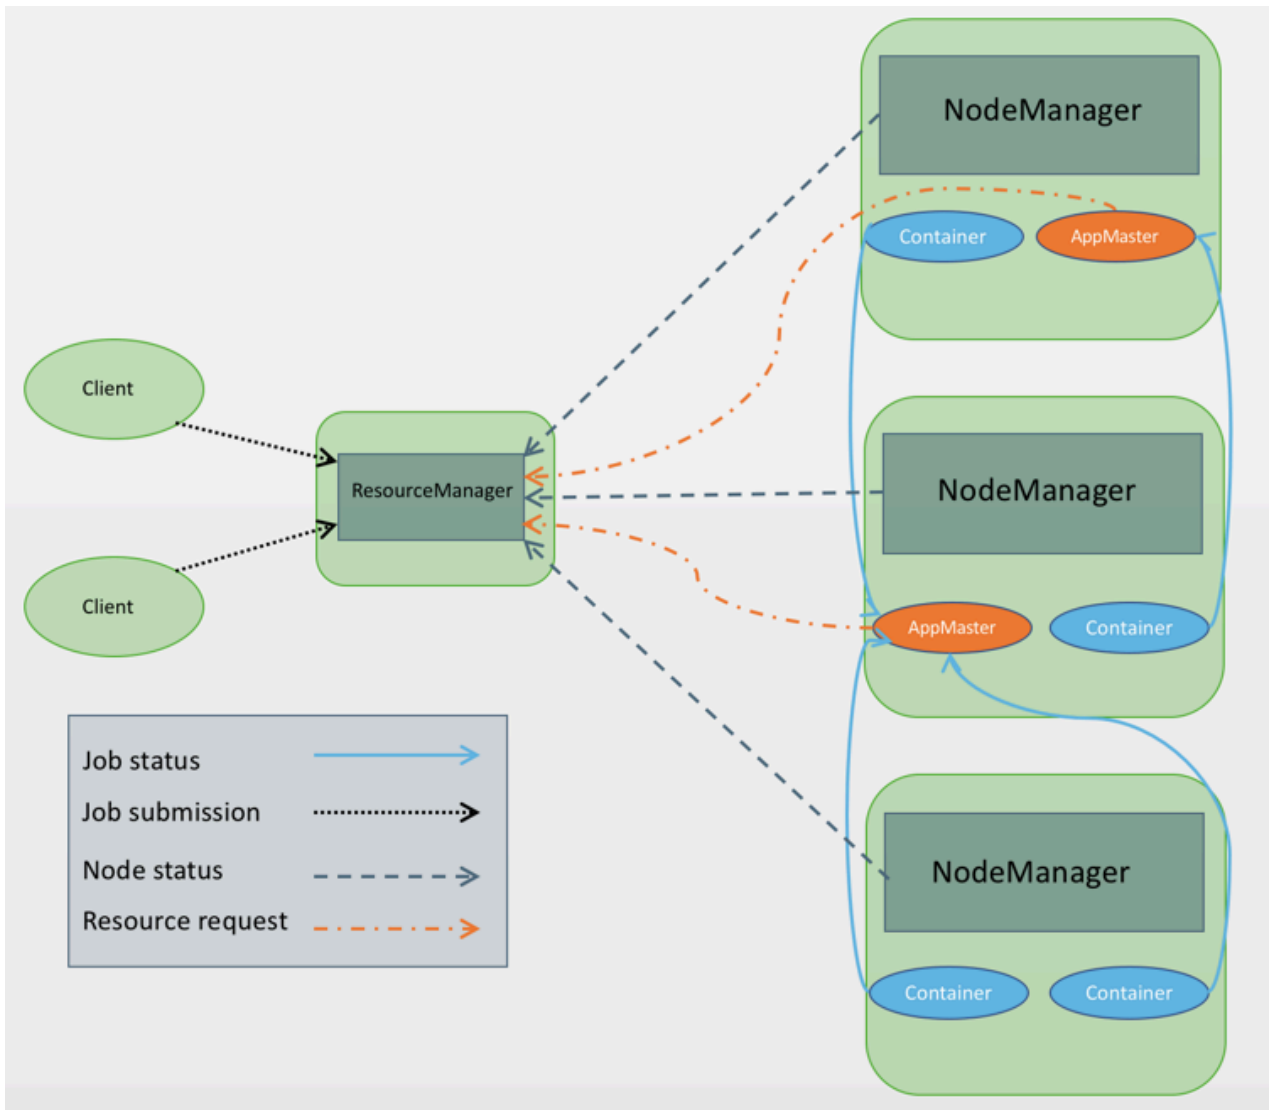 NodeManager
Container
AppMaster
Client
ResourceManager
NodeManager
Client
AppMaster
Container
Job status
Job submission
Node status
Resource request
NodeManager
Container
Container